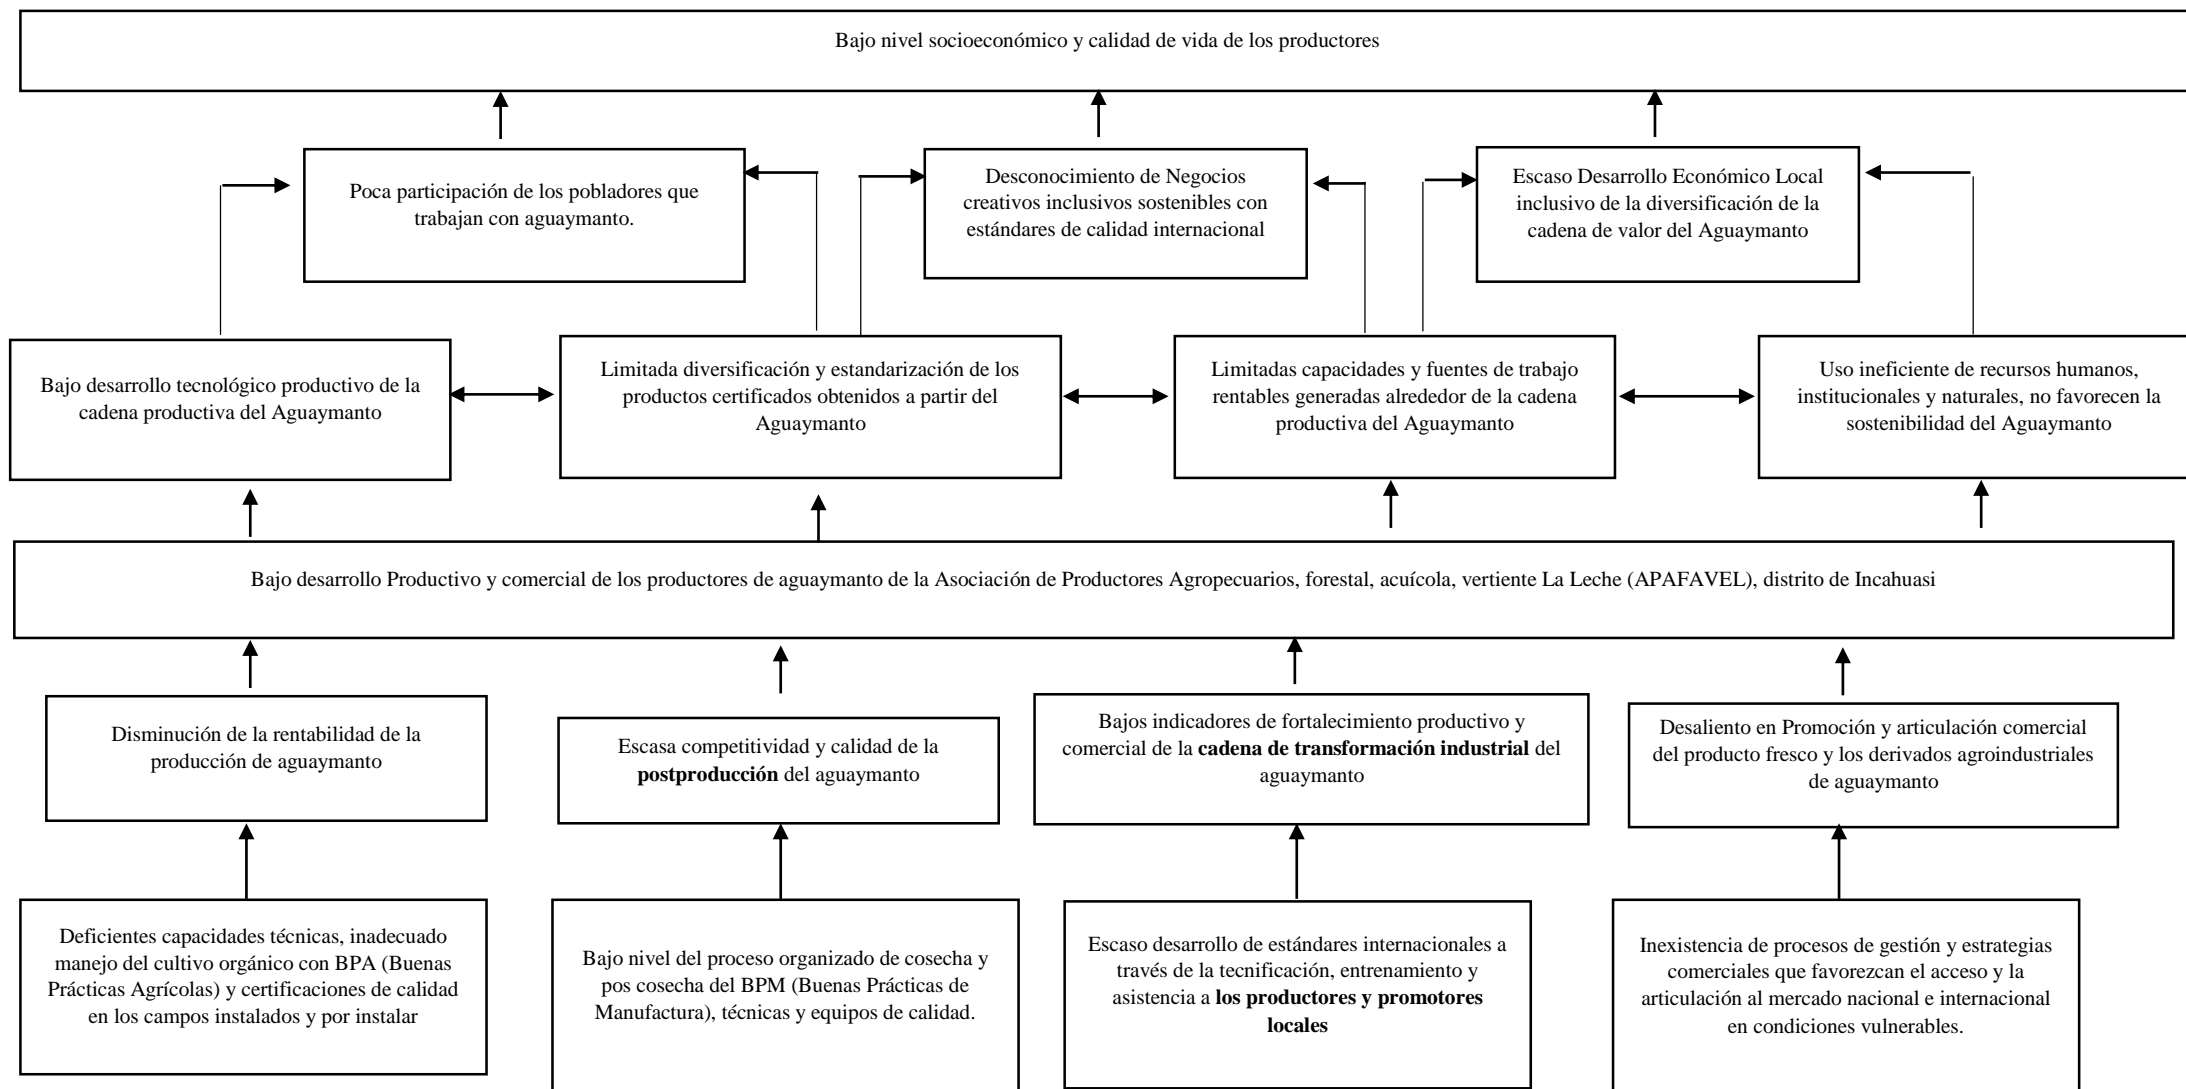 Bajo nivel socioeconómico y calidad de vida de los productores
Poca participación de los pobladores que
trabajan con aguaymanto.
Desconocimiento de Negocios
creativos inclusivos sostenibles con
estándares de calidad internacional
Escaso Desarrollo Económico Local
inclusivo de la diversificación de la
cadena de valor del Aguaymanto
Bajo desarrollo tecnológico productivo de la
cadena productiva del Aguaymanto
Limitada diversificación y estandarización de los
productos certificados obtenidos a partir del
Aguaymanto
Limitadas capacidades y fuentes de trabajo
rentables generadas alrededor de la cadena
productiva del Aguaymanto
Uso ineficiente de recursos humanos,
institucionales y naturales, no favorecen la
sostenibilidad del Aguaymanto
Bajo desarrollo Productivo y comercial de los productores de aguaymanto de la Asociación de Productores Agropecuarios, forestal, acuícola, vertiente La Leche (APAFAVEL), distrito de Incahuasi
Disminución de la rentabilidad de la
producción de aguaymanto
Escasa competitividad y calidad de la
postproducción del aguaymanto
Bajos indicadores de fortalecimiento productivo y
comercial de la cadena de transformación industrial del
aguaymanto
Desaliento en Promoción y articulación comercial
del producto fresco y los derivados agroindustriales
de aguaymanto
Deficientes capacidades técnicas, inadecuado
manejo del cultivo orgánico con BPA (Buenas
Prácticas Agrícolas) y certificaciones de calidad
en los campos instalados y por instalar
Bajo nivel del proceso organizado de cosecha y
pos cosecha del BPM (Buenas Prácticas de
Manufactura), técnicas y equipos de calidad.
Escaso desarrollo de estándares internacionales a
través de la tecnificación, entrenamiento y
asistencia a los productores y promotores
locales
Inexistencia de procesos de gestión y estrategias
comerciales que favorezcan el acceso y la
articulación al mercado nacional e internacional
en condiciones vulnerables.